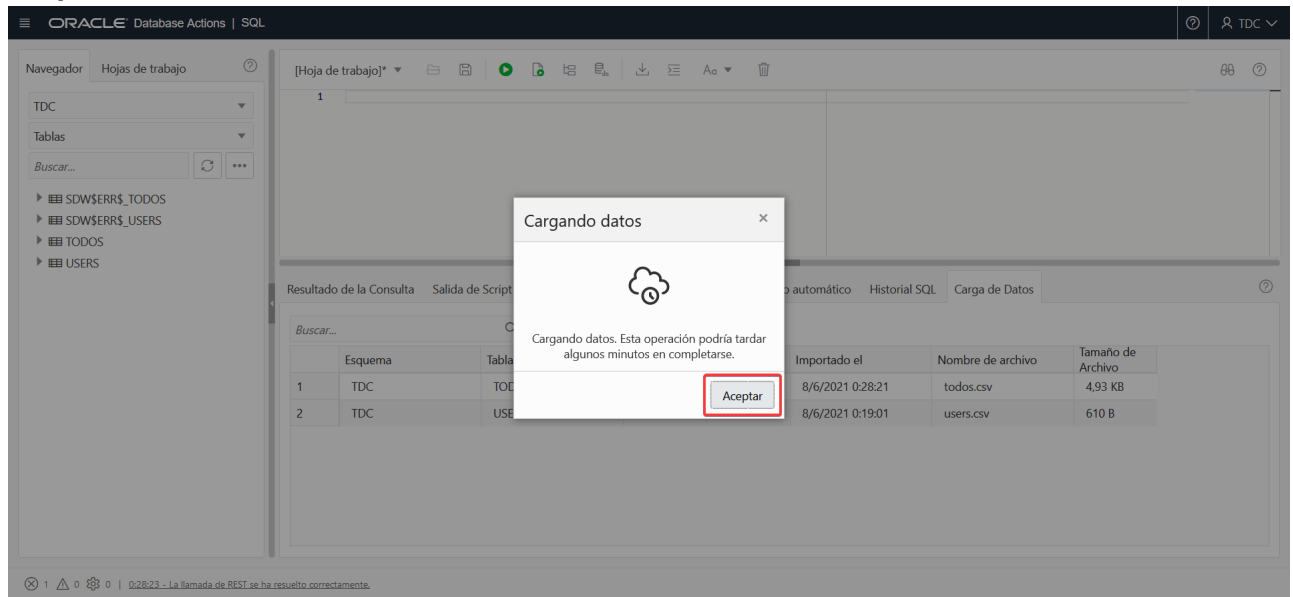 ORACLE Database Actions | SQL
TDC
Navegador Hojas de trabajo
[Hoja de trabajo]*
Aa
1
TDC
Tablas
Buscar...
SDW$ERR$_TODOS
SDW$ERR$_USERS
TODOS
USERS
Cargando datos
Cargando datos. Esta operación podría tardar
algunos minutos en completarse.
Aceptar
Resultado de la Consulta Salida de Script automático Historial SQL Carga de Datos
Buscar...
Esquema Importado el Nombre de archivo Tamaño de
Archivo
1 TDC 8/6/2021 0:28:21 todos.csv 4,93 KB
2 TDC 8/6/2021 0:19:01 users.csv 610 B
1 0 0 | 0:28:23 - La llamada de REST se ha resuelto correctamente.